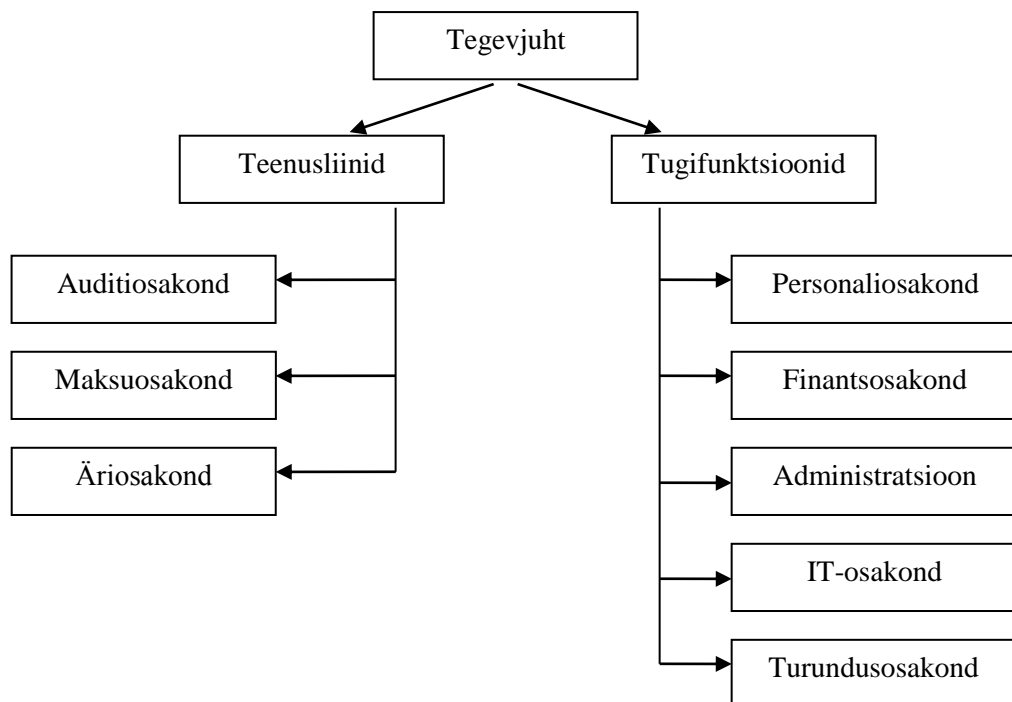 Tegevjuht
Teenusliinid
Tugifunktsioonid
Auditiosakond
Maksuosakond
Äriosakond
Personaliosakond
Finantsosakond
Administratsioon
IT-osakond
Turundusosakond